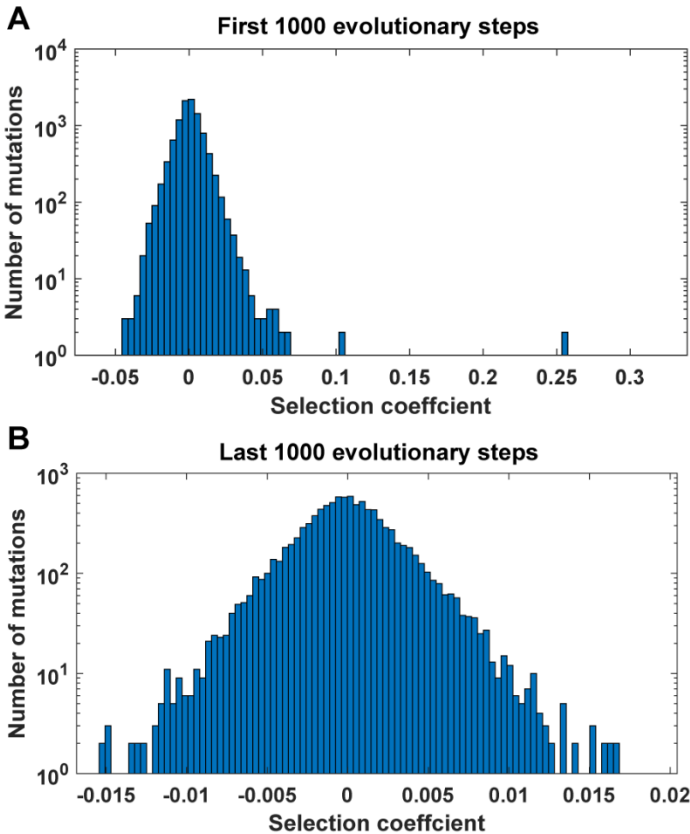 A
First 1000 evolutionary steps
Number of mutations
10^4
10^3
10^2
10^1
10^0
-0.05 0 0.05 0.1 0.15 0.2 0.25 0.3
Selection coeffcient
B
Last 1000 evolutionary steps
Number of mutations
10^3
10^2
10^1
10^0
-0.015 -0.01 -0.005 0 0.005 0.01 0.015 0.02
Selection coeffcient